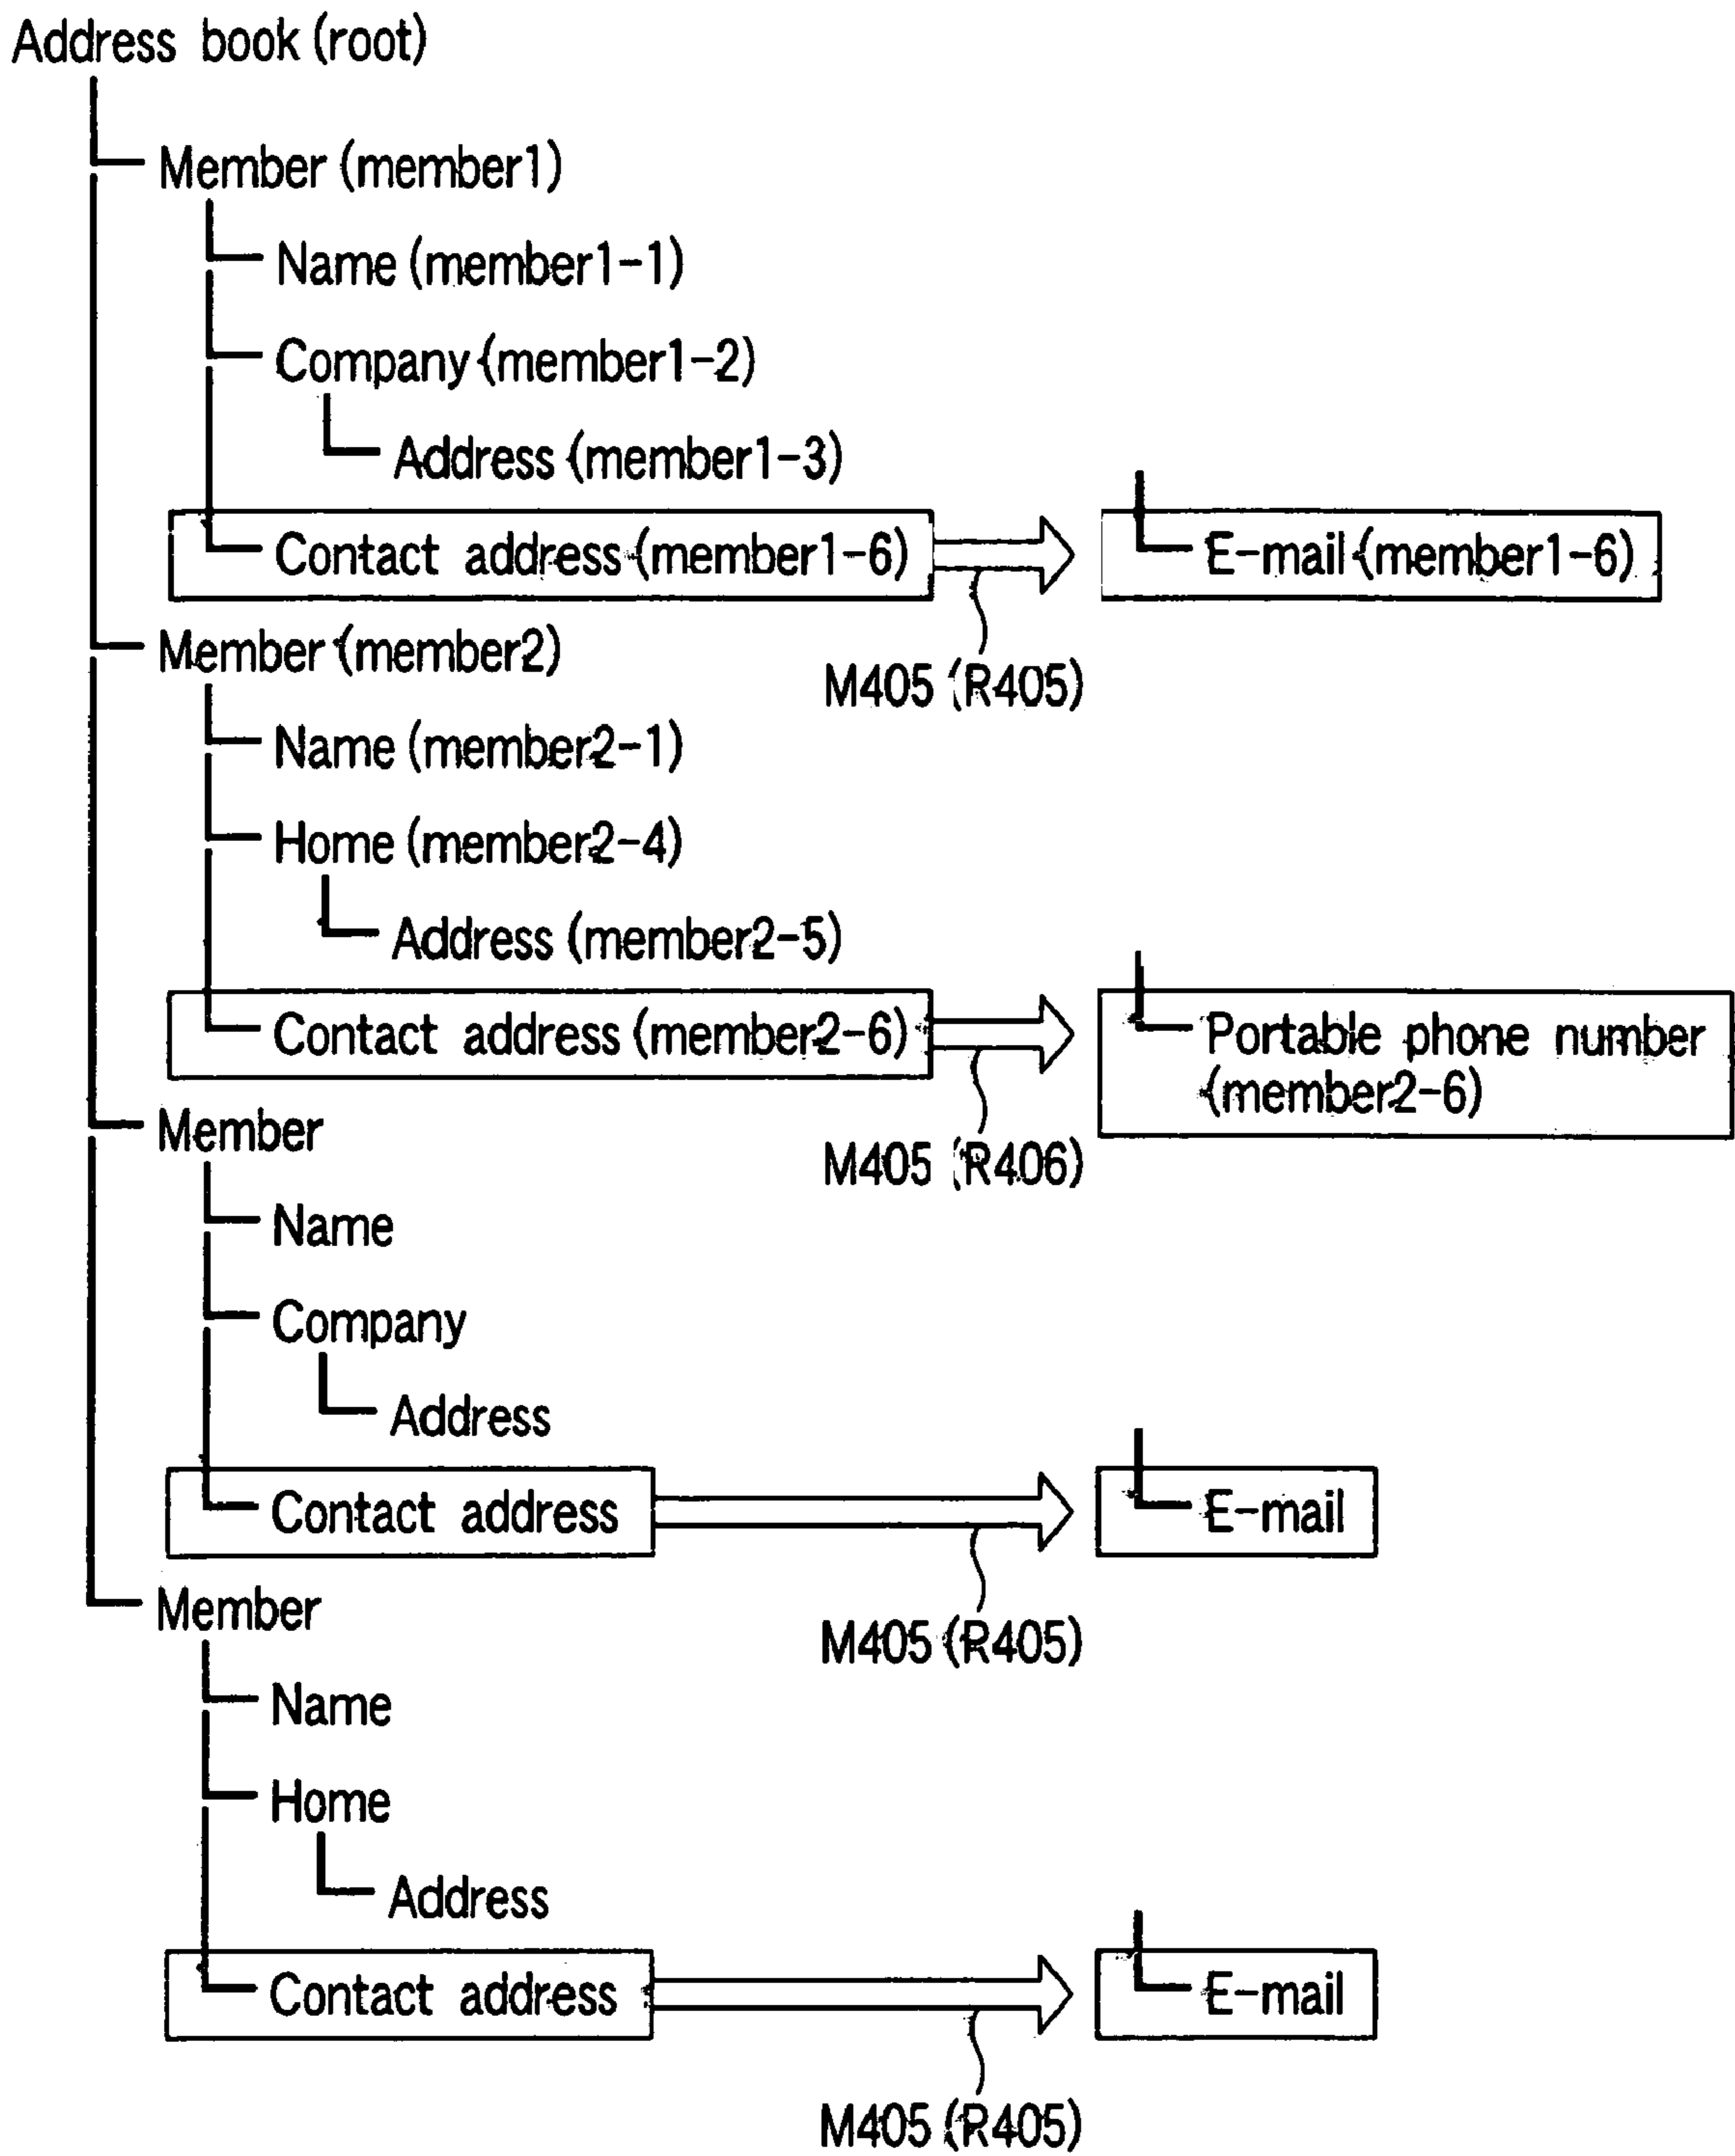 Address book (root)
Member (member1)
Name (member1-1)
Company (member1-2)
Address (member1-3)
Contact address (member1-6)
E-mail (member1-6)
M405 (R405)
Member (member2)
Name (member2-1)
Home (member2-4)
Address (member2-5)
Contact address (member2-6)
Portable phone number
(member2-6)
M405 (R406)
Member
Name
Company
Address
Contact address
E-mail
M405 (R405)
Member
Name
Home
Address
Contact address
E-mail
M405 (R405)